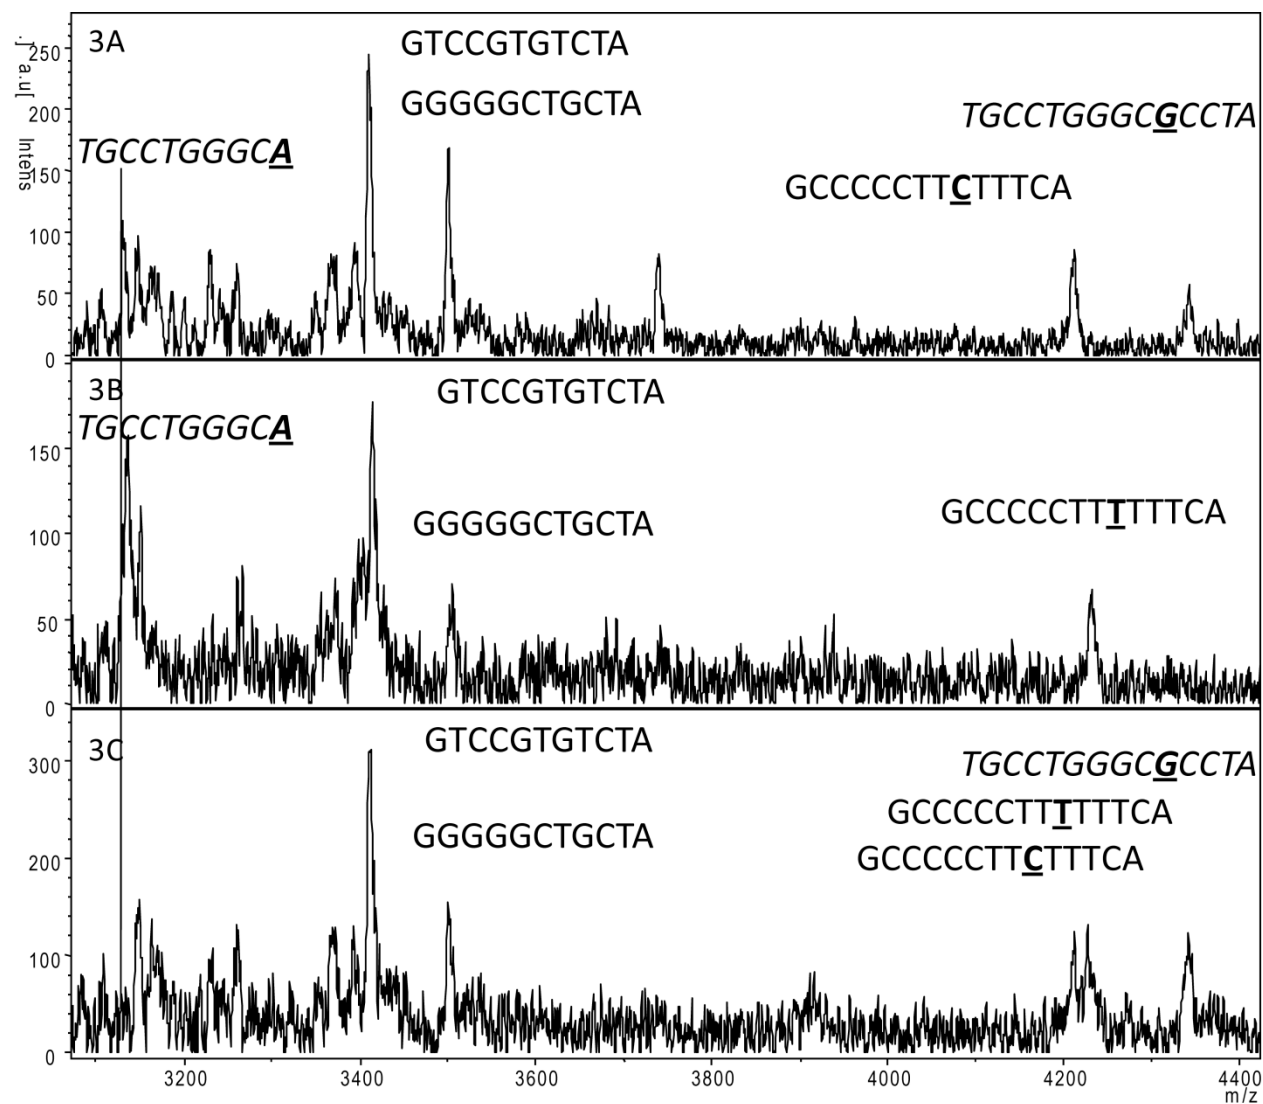 3A
GTCCGTGTCTA
GGGGGCTGCTA
TGCCTGGGCGCCTA
TGCCTGGGCA
GCCCCCTTCTTTCA
.] a.u[ Intens
250
200
150
100
50
0
3B
GTCCGTGTCTA
TGCCTGGGCA
GGGGGCTGCTA
GCCCCCTTTTTTCA
150
100
50
0
3C
GTCCGTGTCTA
TGCCTGGGCGCCTA
GCCCCCTTTTTTCA
GGGGGCTGCTA
GCCCCCTTCTTTCA
300
200
100
0
3200 3400 3600 3800 4000 4200 4400
m/z